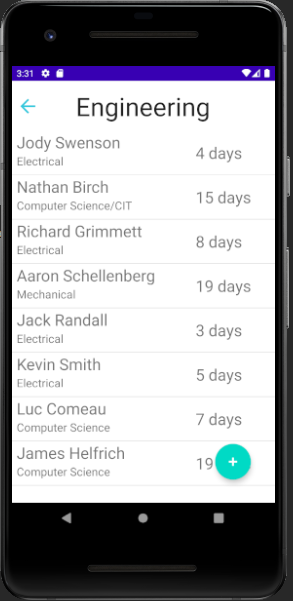 3:31
Engineering
Jody Swenson
Electrical
4 days
Nathan Birch
Computer Science/CIT
15 days
Richard Grimmett
Electrical
8 days
Aaron Schellenberg
Mechanical
19 days
Jack Randall
Electrical
3 days
Kevin Smith
Electrical
5 days
Luc Comeau
Computer Science
7 days
James Helfrich
Computer Science
19
+